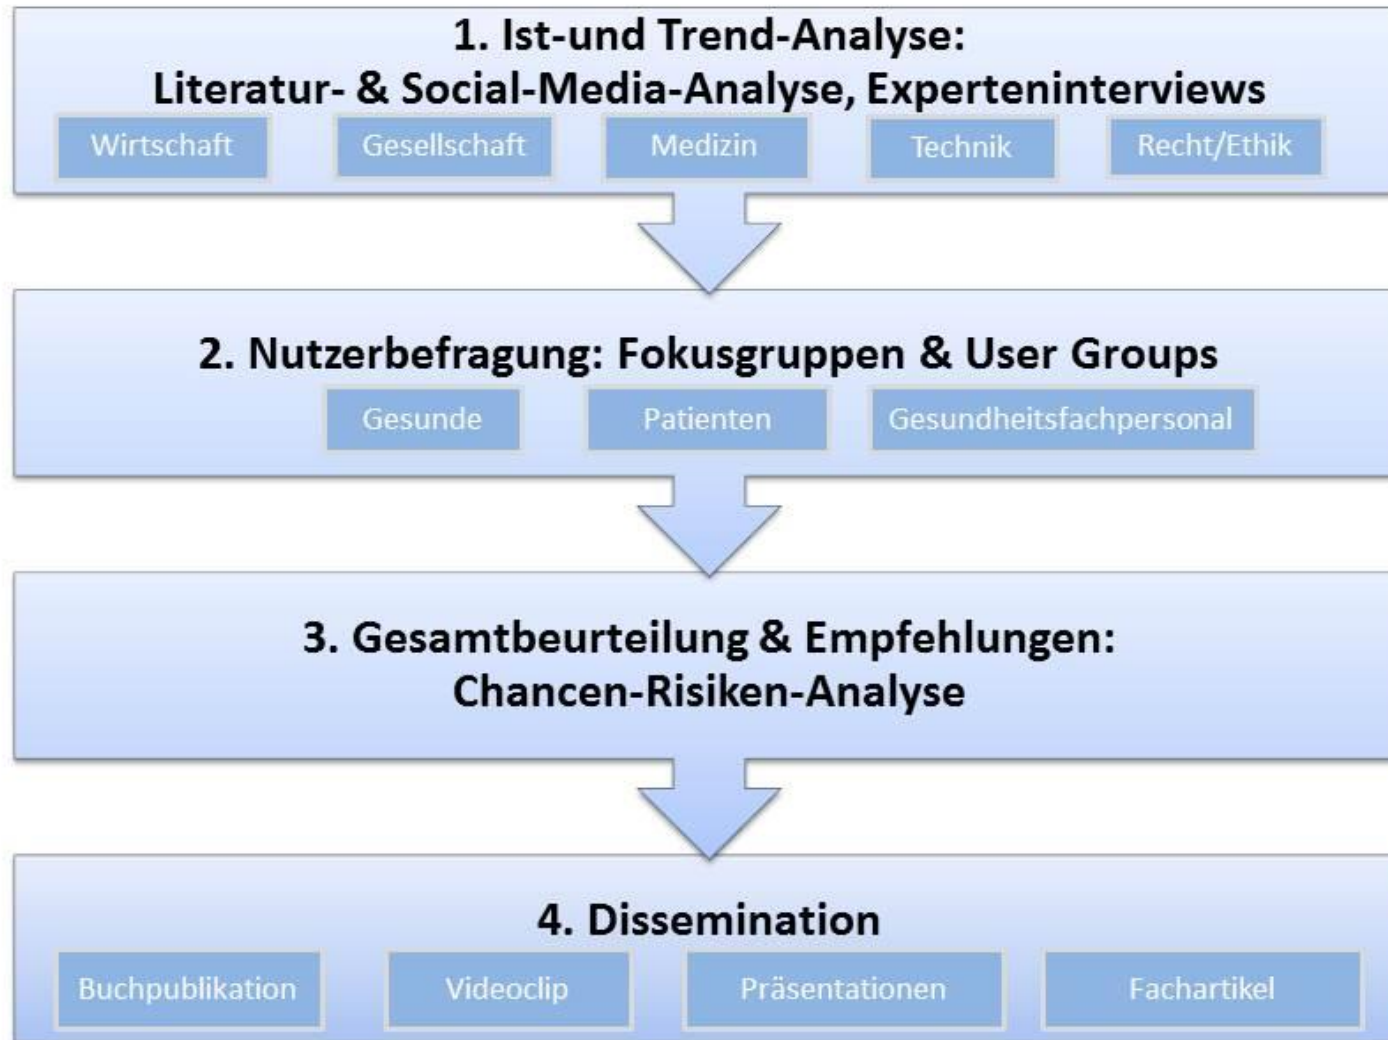 1. Ist-und Trend-Analyse:
Literatur- & Social-Media-Analyse, Experteninterviews
Wirtschaft
Gesellschaft
Medizin
Technik
Recht/Ethik
2. Nutzerbefragung: Fokusgruppen & User Groups
Gesunde
Patienten
Gesundheitsfachpersonal
3. Gesamtbeurteilung & Empfehlungen:
Chancen-Risiken-Analyse
4. Dissemination
Buchpublikation
Videoclip
Präsentationen
Fachartikel